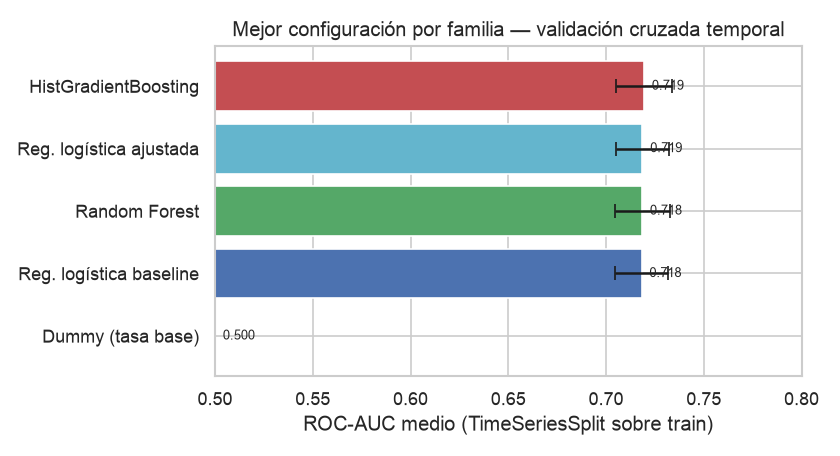 Mejor configuración por familia — validación cruzada temporal
HistGradientBoosting
0.719
Reg. logística ajustada
0.719
Random Forest
0.718
Reg. logística baseline
0.718
Dummy (tasa base)
0.500
0.50 0.55 0.60 0.65 0.70 0.75 0.80
ROC-AUC medio (TimeSeriesSplit sobre train)